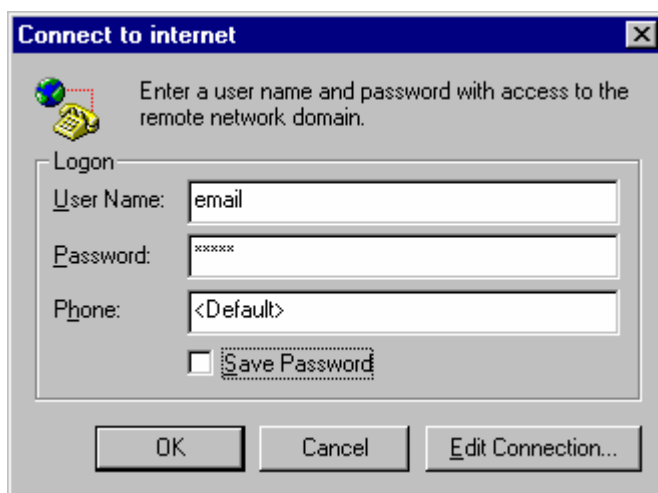 Connect to internet
Enter a user name and password with access to the
remote network domain.
Logon
User Name: email
Password: *****
Phone: <Default>
Save Password
OK Cancel Edit Connection...